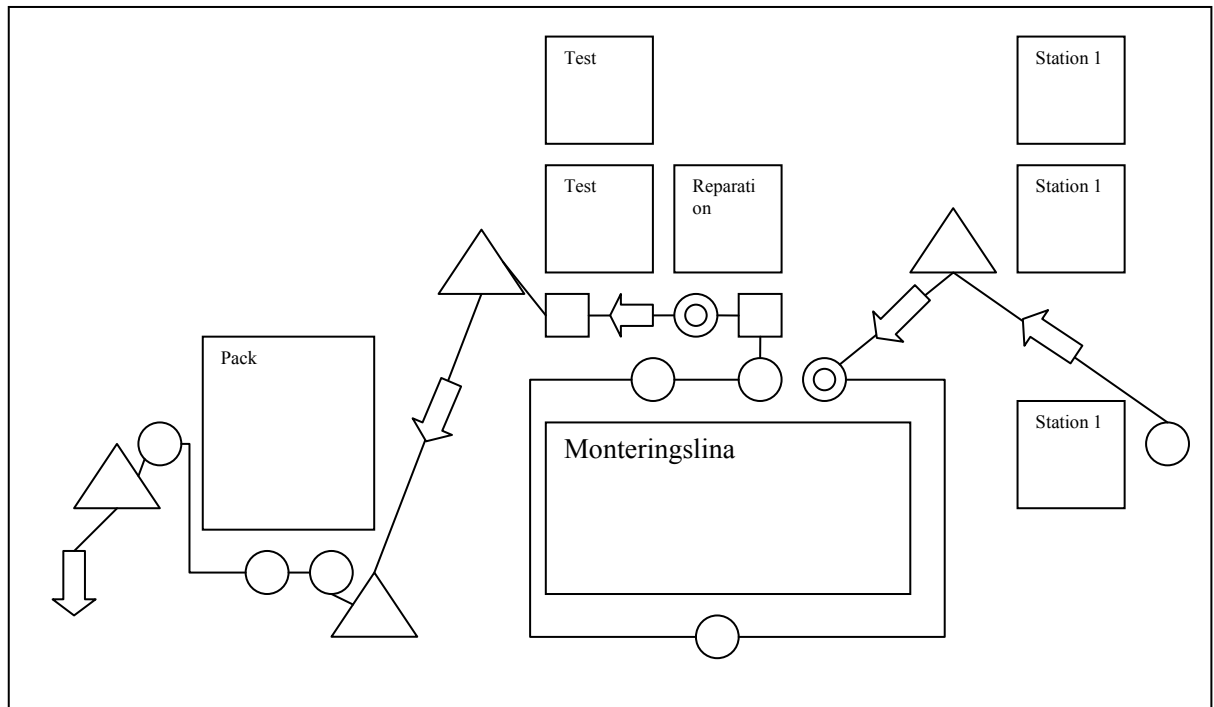 Test
Station 1
Test
Reparati
on
Station 1
Pack
Station 1
Monteringslina